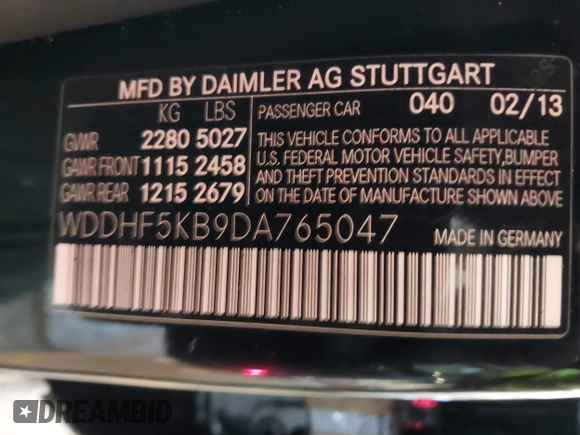 MFD BY DAIMLER AG STUTTGART
KG LBS
PASSENGER CAR 040 02/13
GVWR 2280 5027
GAWR FRONT 1115 2458
GAWR REAR 1215 2679
THIS VEHICLE CONFORMS TO ALL APPLICABLE
U.S. FEDERAL MOTOR VEHICLE SAFETY,BUMPER
AND THEFT PREVENTION STANDARDS IN EFFECT
ON THE DATE OF MANUFACTURE SHOWN ABOVE.
WDDHF5KB9DA765047 MADE IN GERMANY
DREAMBID